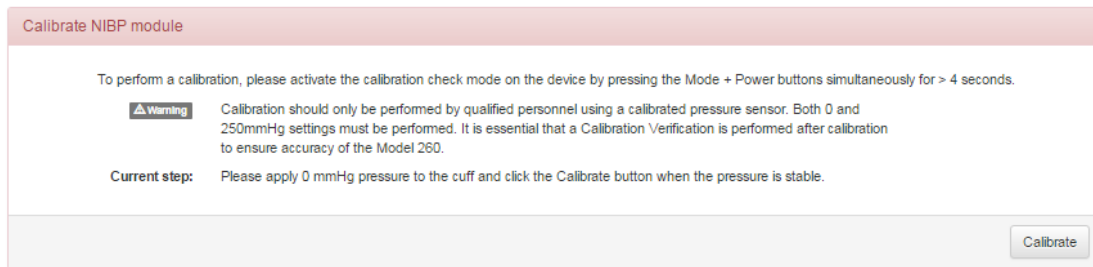 Calibrate NIBP module
To perform a calibration, please activate the calibration check mode on the device by pressing the Mode + Power buttons simultaneously for > 4 seconds.
Warning Calibration should only be performed by qualified personnel using a calibrated pressure sensor. Both 0 and
250mmHg settings must be performed. It is essential that a Calibration Verification is performed after calibration
to ensure accuracy of the Model 260.
Current step: Please apply 0 mmHg pressure to the cuff and click the Calibrate button when the pressure is stable.
Calibrate